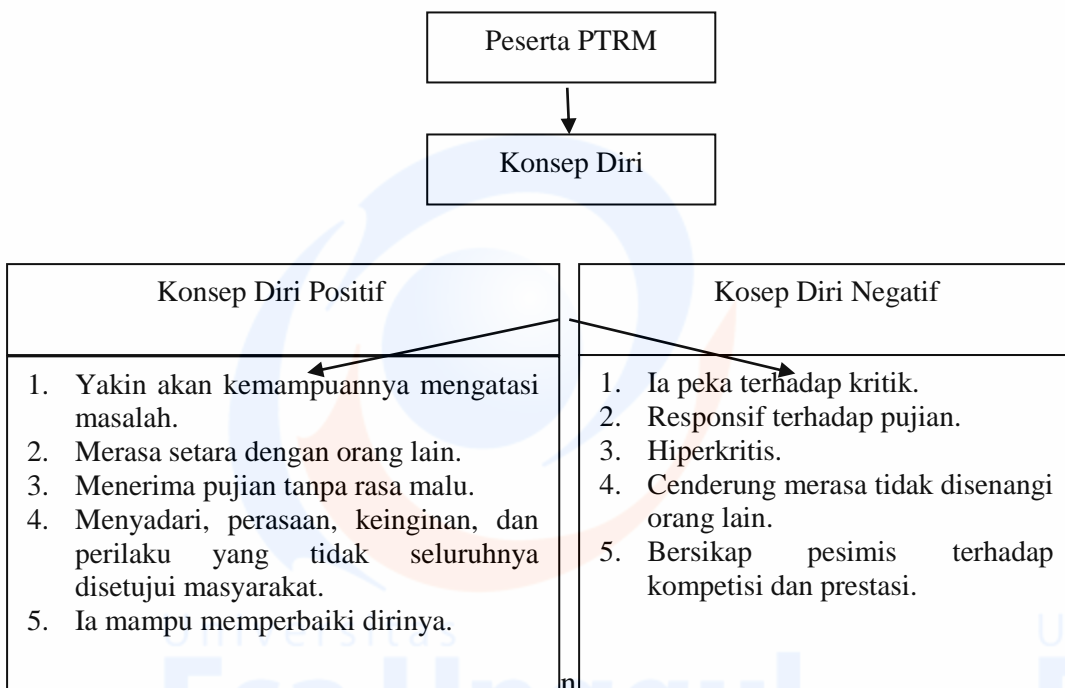 Peserta PTRM
Konsep Diri
Konsep Diri Positif
1. Yakin akan kemampuannya mengatasi
masalah.
2. Merasa setara dengan orang lain.
3. Menerima pujian tanpa rasa malu.
4. Menyadari, perasaan, keinginan, dan
perilaku yang tidak seluruhnya
disetujui masyarakat.
5. Ia mampu memperbaiki dirinya.
Kosep Diri Negatif
1. Ia peka terhadap kritik.
2. Responsif terhadap pujian.
3. Hiperkritis.
4. Cenderung merasa tidak disenangi
orang lain.
5. Bersikap pesimis terhadap
kompetisi dan prestasi.
Universitas
n
U